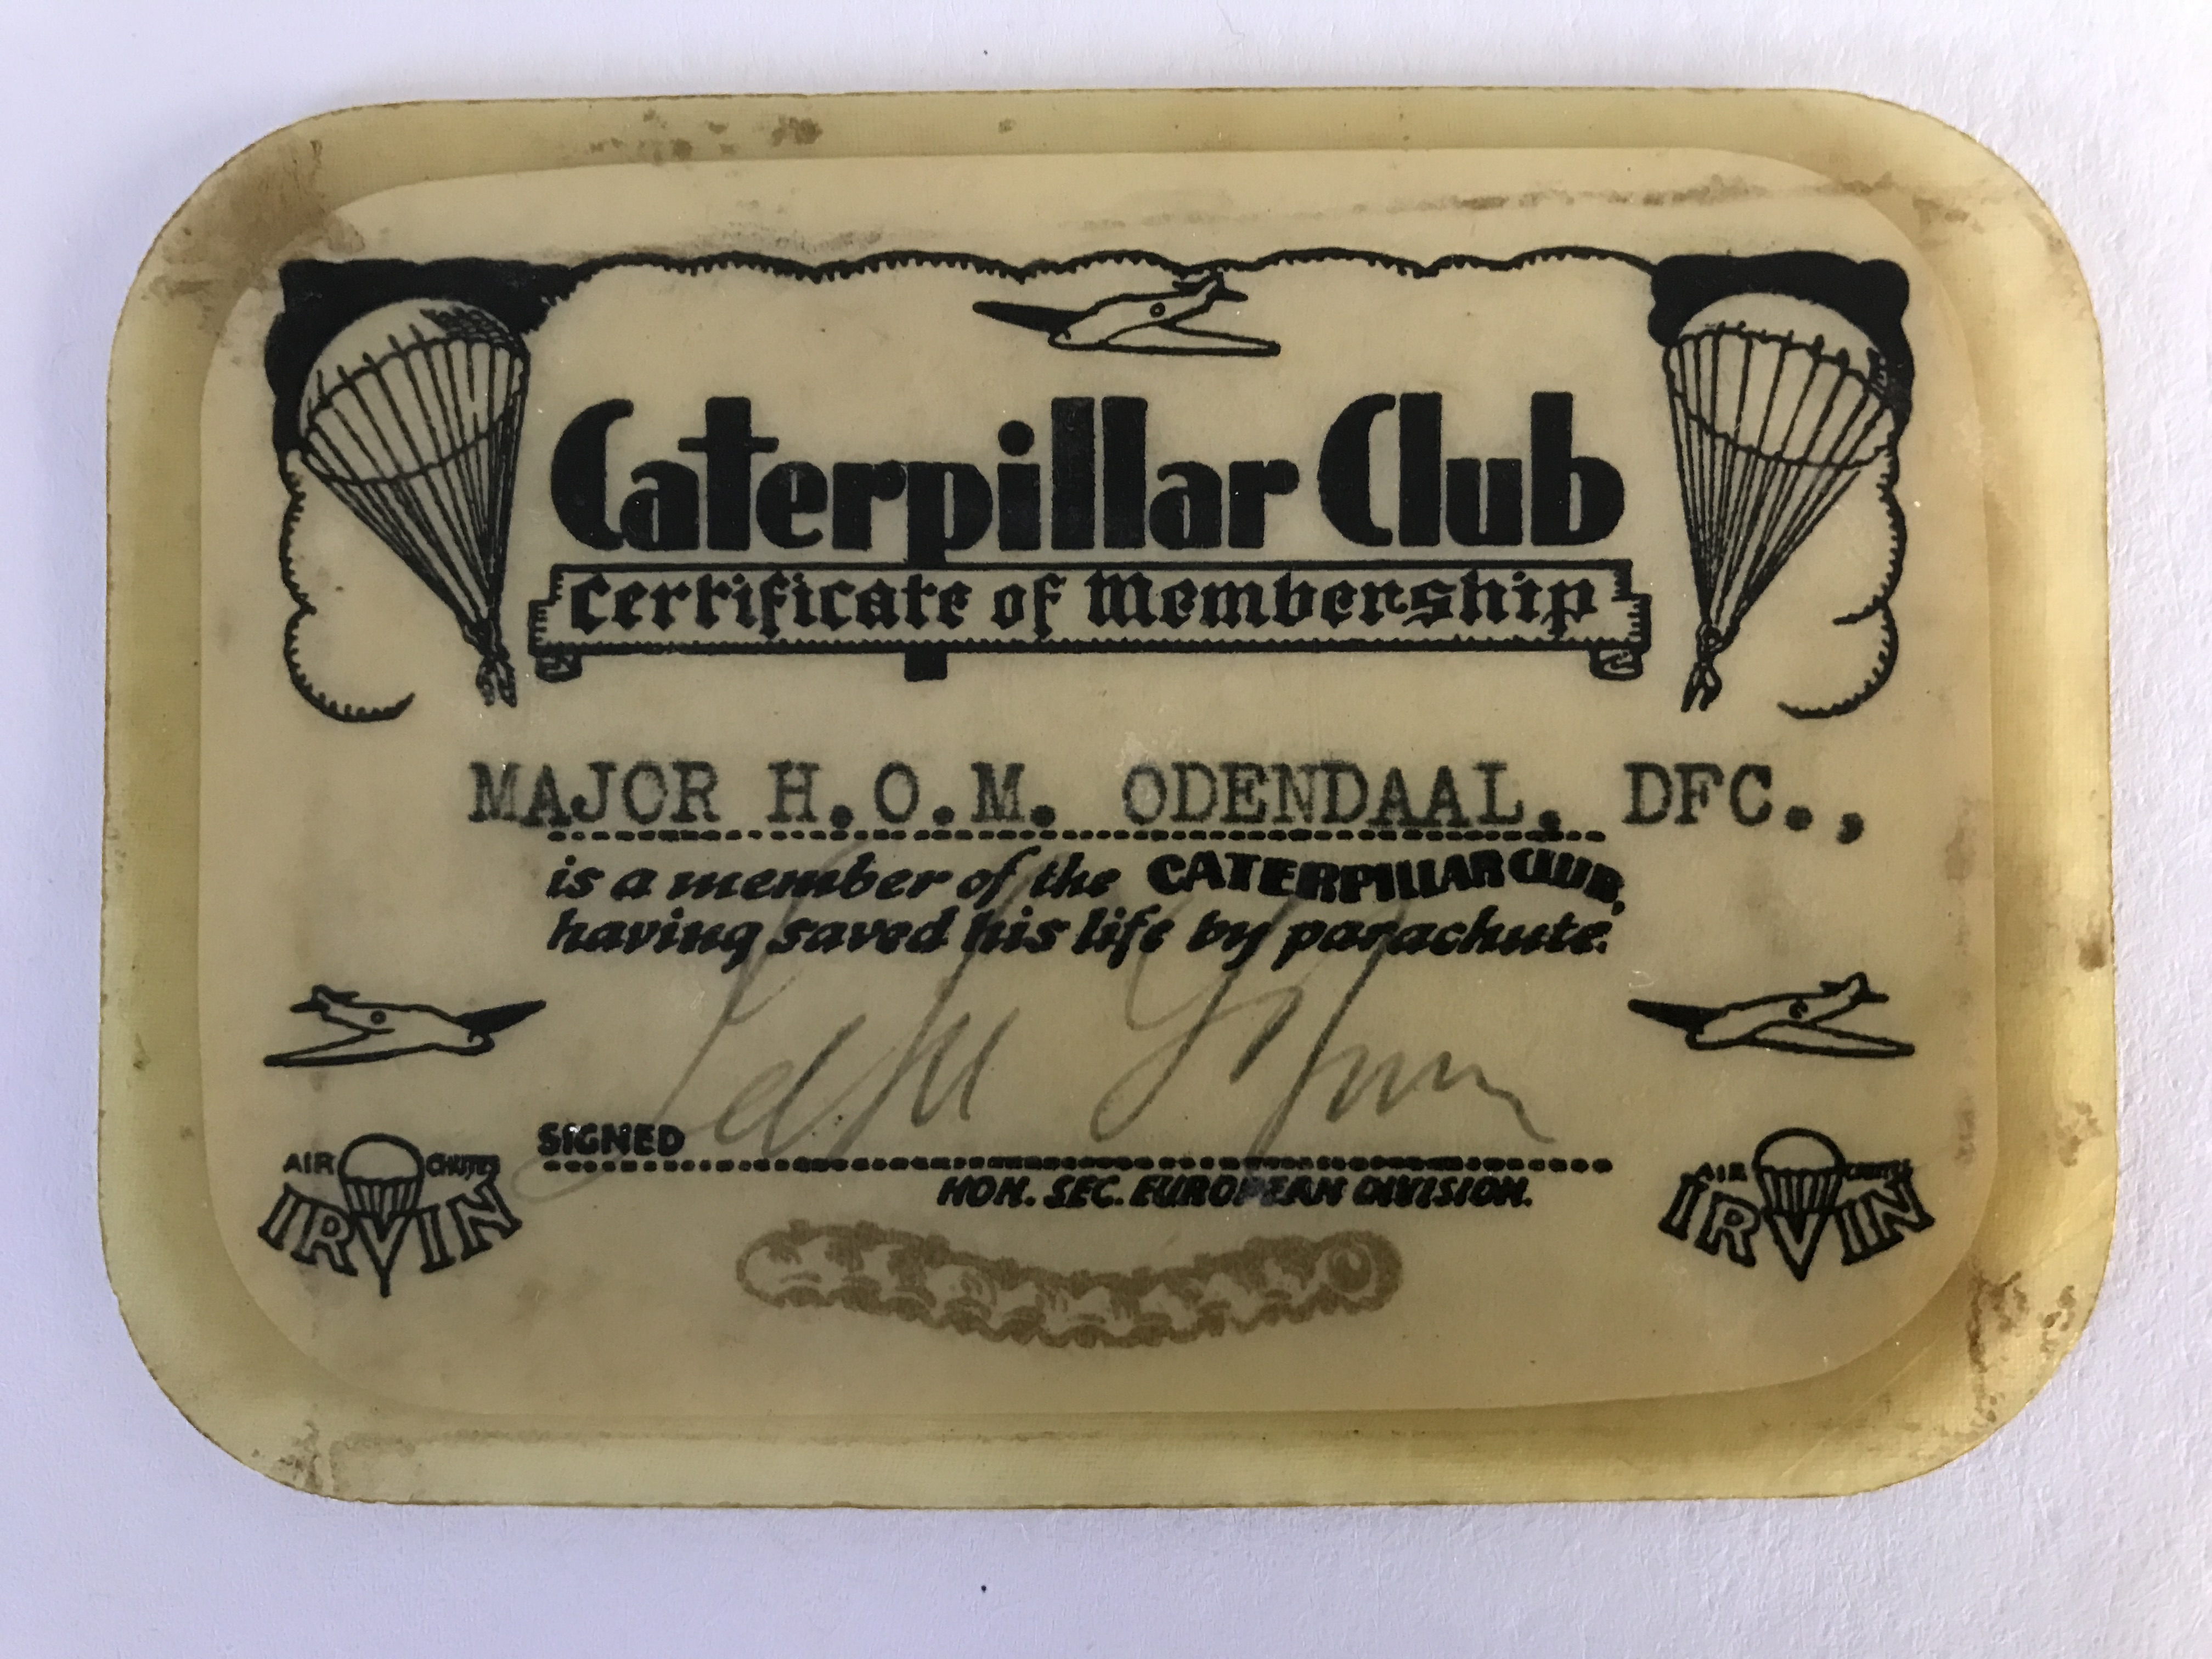 Caterpillar Club
Certificate of Membership
MAJOR H.O.M. ODENDAAL, DFC.,
is a member of the CATERPILLAR CLUB,
having saved his life by parachute.
SIGNED
HON. SEC. EUROPEAN DIVISION.
AIR CHUTES
IRVIN
AIR CHUTES
IRVIN